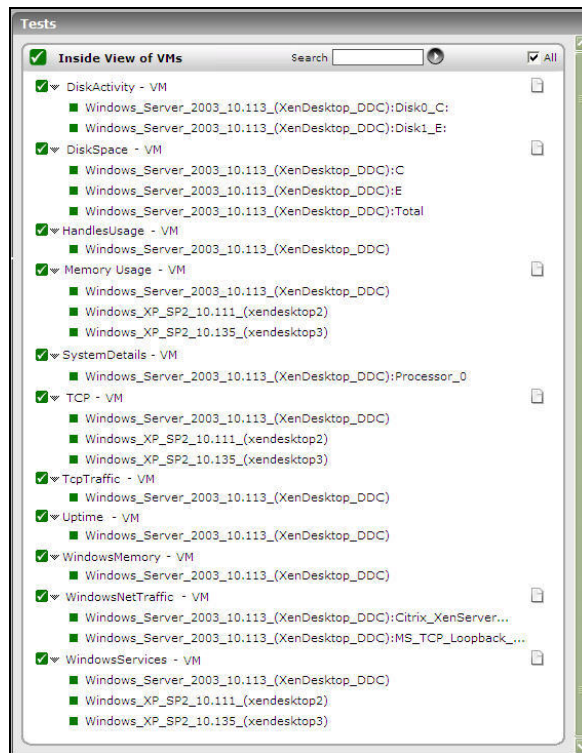 Tests
Inside View of VMs Search All
DiskActivity - VM
Windows_Server_2003_10.113_(XenDesktop_DDC):Disk0_C:
Windows_Server_2003_10.113_(XenDesktop_DDC):Disk1_E:
DiskSpace - VM
Windows_Server_2003_10.113_(XenDesktop_DDC):C
Windows_Server_2003_10.113_(XenDesktop_DDC):E
Windows_Server_2003_10.113_(XenDesktop_DDC):Total
HandlesUsage - VM
Windows_Server_2003_10.113_(XenDesktop_DDC)
Memory Usage - VM
Windows_Server_2003_10.113_(XenDesktop_DDC)
Windows_XP_SP2_10.111_(xendesktop2)
Windows_XP_SP2_10.135_(xendesktop3)
SystemDetails - VM
Windows_Server_2003_10.113_(XenDesktop_DDC):Processor_0
TCP - VM
Windows_Server_2003_10.113_(XenDesktop_DDC)
Windows_XP_SP2_10.111_(xendesktop2)
Windows_XP_SP2_10.135_(xendesktop3)
TcpTraffic - VM
Windows_Server_2003_10.113_(XenDesktop_DDC)
Uptime - VM
Windows_Server_2003_10.113_(XenDesktop_DDC)
WindowsMemory - VM
Windows_Server_2003_10.113_(XenDesktop_DDC)
WindowsNetTraffic - VM
Windows_Server_2003_10.113_(XenDesktop_DDC):Citrix_XenServer...
Windows_Server_2003_10.113_(XenDesktop_DDC):MS_TCP_Loopback_...
WindowsServices - VM
Windows_Server_2003_10.113_(XenDesktop_DDC)
Windows_XP_SP2_10.111_(xendesktop2)
Windows_XP_SP2_10.135_(xendesktop3)